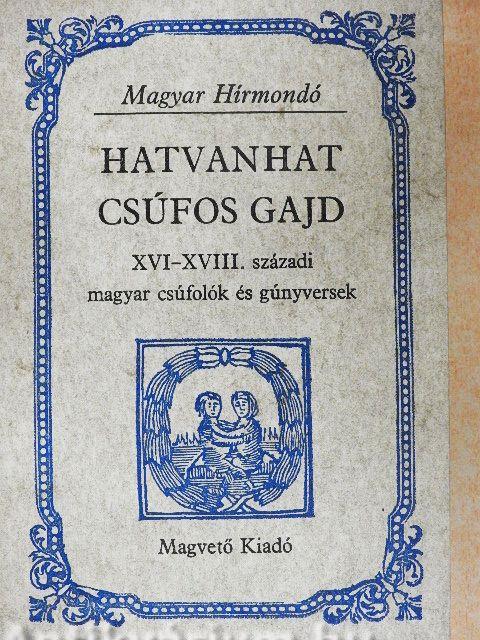 Magyar Hírmondó
HATVANHAT
CSÚFOS GAJD
XVI–XVIII. századi
magyar csúfolók és gúnyversek
Magvető Kiadó